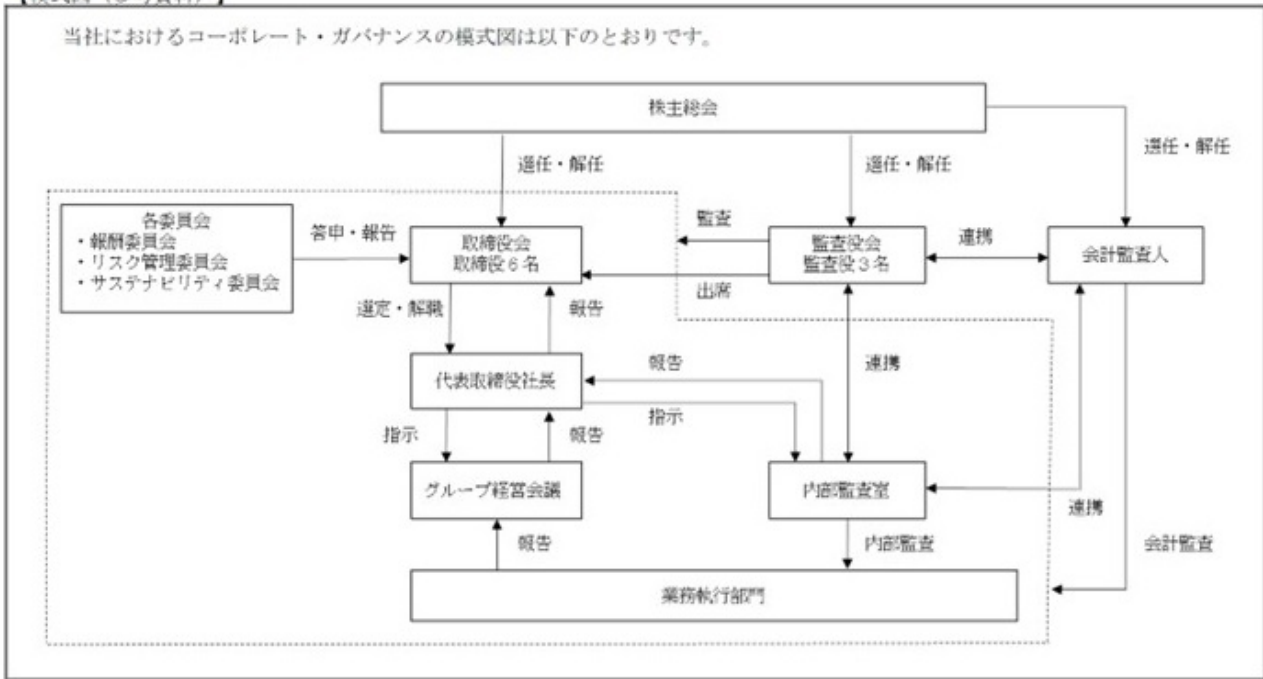 当社におけるコーポレート・ガバナンスの模式図は以下のとおりです。
株主総会
選任・解任
選任・解任
選任・解任
各委員会
・報酬委員会
・リスク管理委員会
・サステナビリティ委員会
答申・報告
取締役会
取締役6名
監査
出席
監査役会
監査役3名
連携
会計監査人
選定・解職
報告
代表取締役社長
報告
指示
連携
指示
報告
グループ経営会議
内部監査室
連携
報告
内部監査
会計監査
業務執行部門